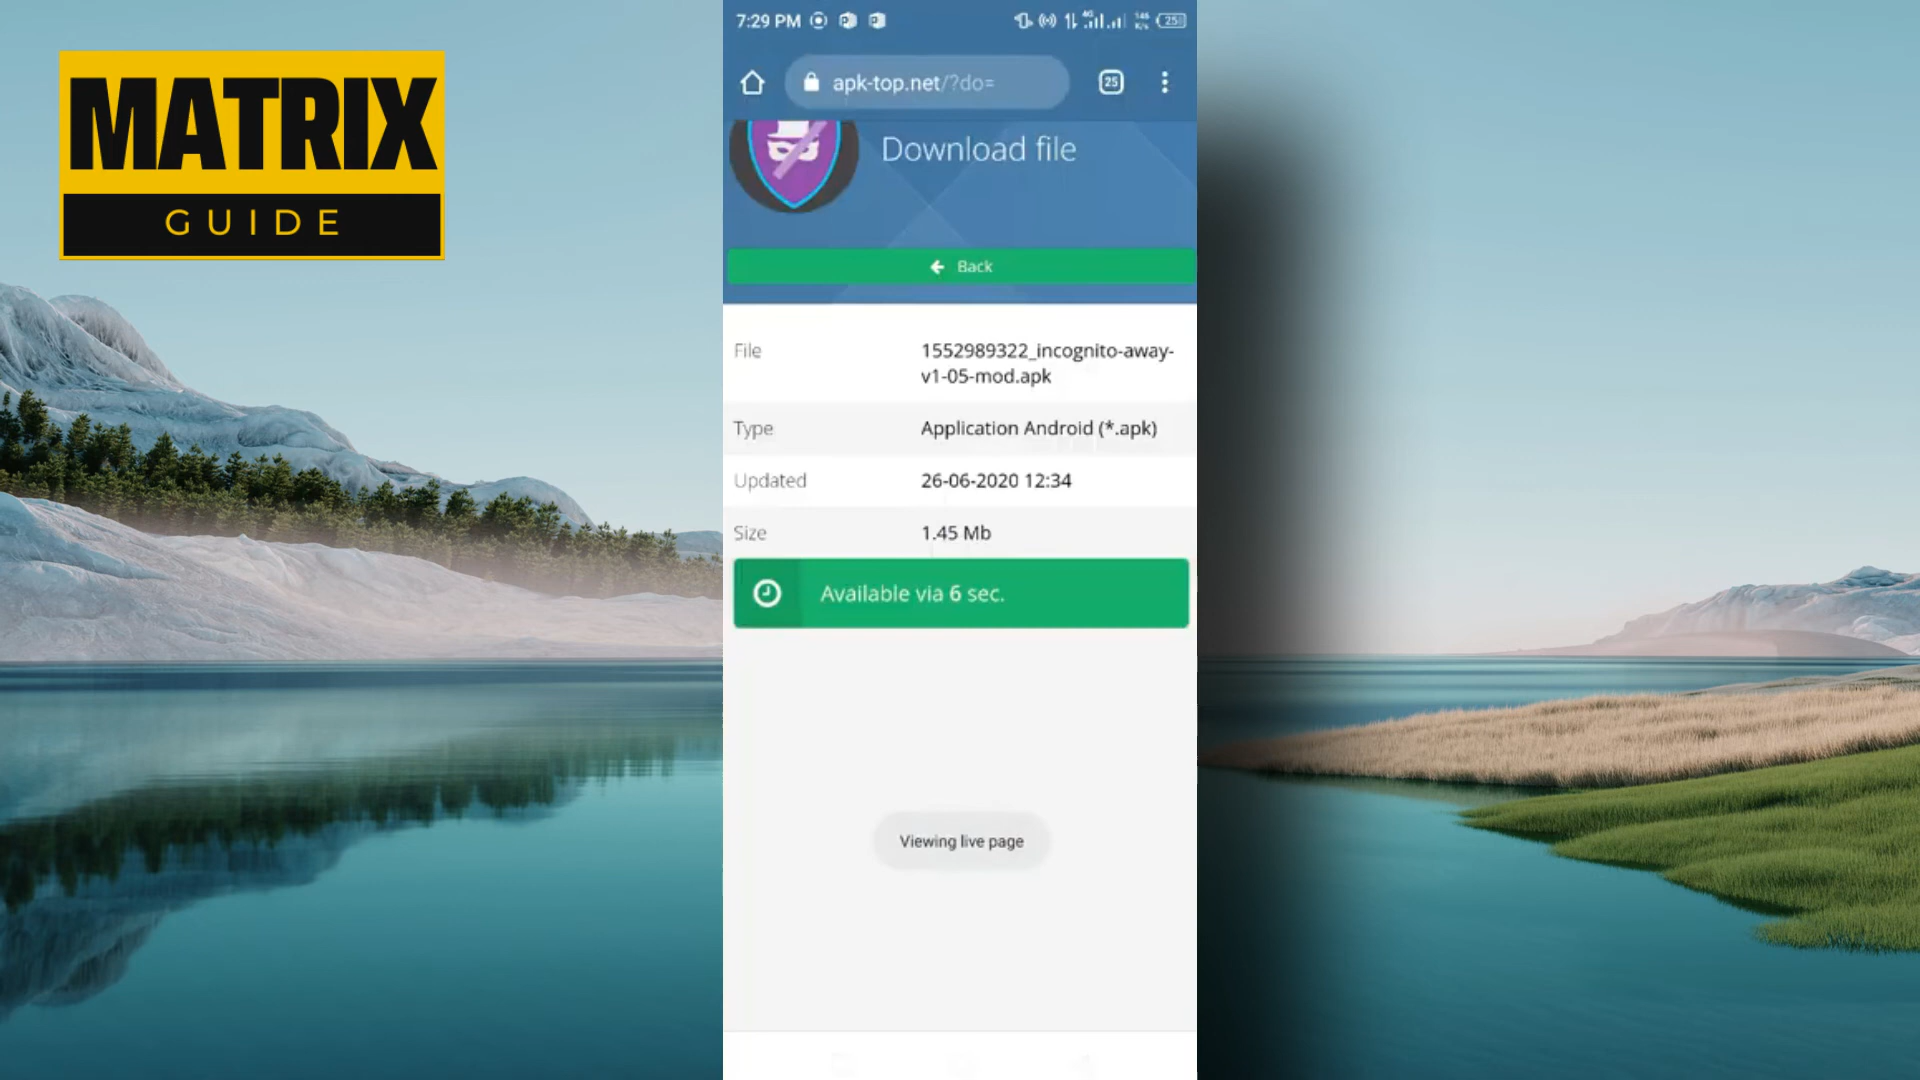 MATRIX
GUIDE
7:29 PM
25
apk-top.net/?do=
25
Download file
Back
File
1552989322_incognito-away-
v1-05-mod.apk
Type
Application Android (*.apk)
Updated
26-06-2020 12:34
Size
1.45 Mb
Available via 6 sec.
Viewing live page